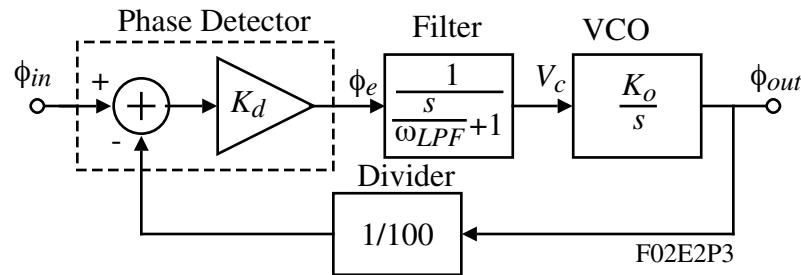 Phase Detector
Filter
VCO
ϕin
+
+
-
Kd
ϕe
1
s
ωLPF +1
Vc
Ko
s
ϕout
Divider
1/100
F02E2P3